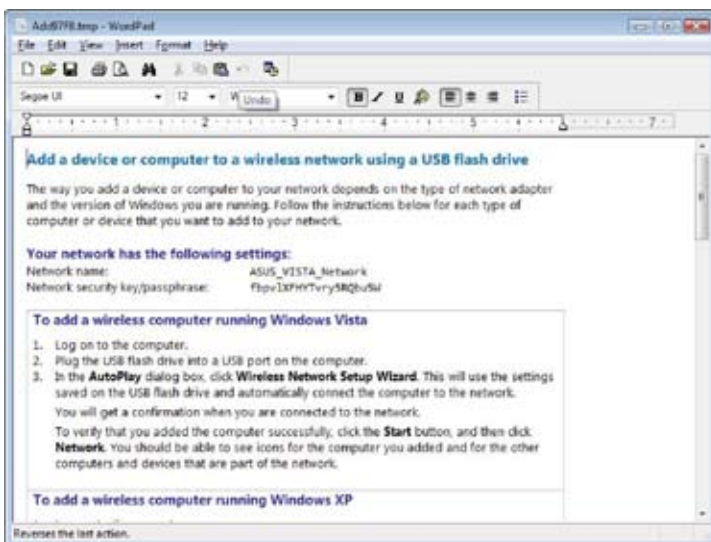 Add97F8.tmp - WordPad
File Edit View Insert Format Help
Segoe UI 12 W Undo
1 2 3 4 5 7
Add a device or computer to a wireless network using a USB flash drive
The way you add a device or computer to your network depends on the type of network adapter
and the version of Windows you are running. Follow the instructions below for each type of
computer or device that you want to add to your network.
Your network has the following settings:
Network name: ASUS_VISTA_Network
Network security key/passphrase:
To add a wireless computer running Windows Vista
1. Log on to the computer.
2. Plug the USB flash drive into a USB port on the computer.
3. In the AutoPlay dialog box, click Wireless Network Setup Wizard. This will use the settings
saved on the USB flash drive and automatically connect the computer to the network.
You will get a confirmation when you are connected to the network.
To verify that you added the computer successfully, click the Start button, and then click
Network. You should be able to see icons for the computer you added and for the other
computers and devices that are part of the network.
To add a wireless computer running Windows XP
Reverses the last action.